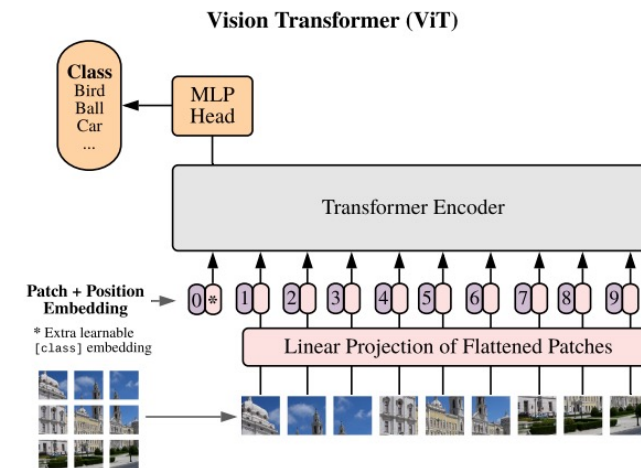 Vision Transformer (ViT)
Class
Bird
Ball
Car
...
MLP
Head
Transformer Encoder
Patch + Position
Embedding
0 * 1 2 3 4 5 6 7 8 9
* Extra learnable
[class] embedding
Linear Projection of Flattened Patches